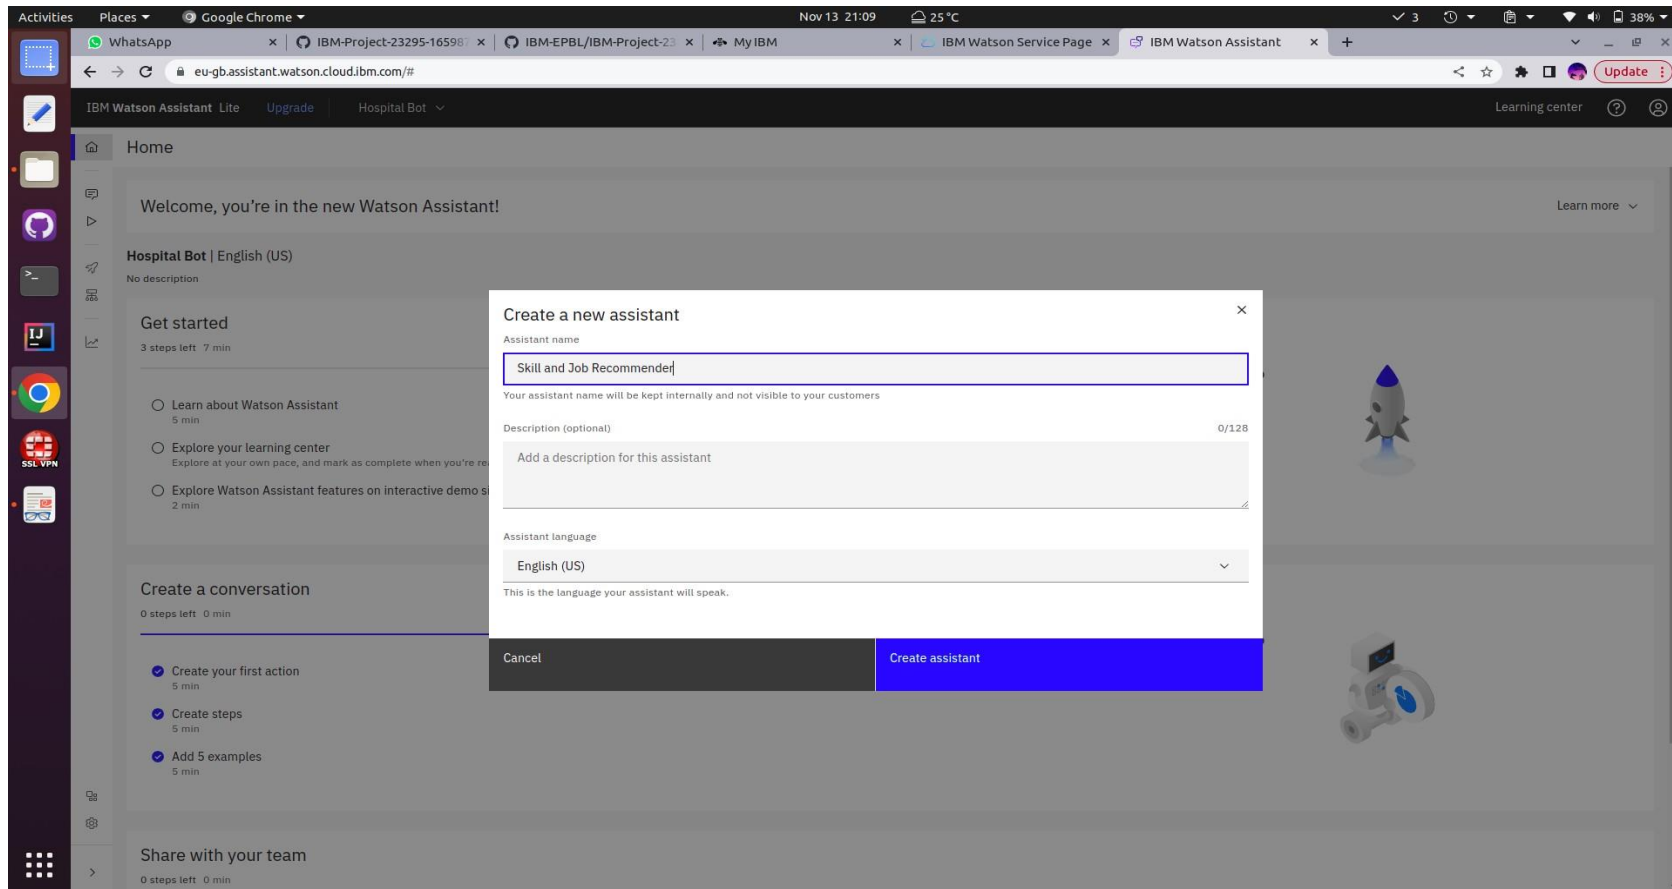 Activities Places Google Chrome Nov 13 21:09 25 °C 3 38%
WhatsApp IBM-Project-23295-16598 IBM-EPBL/IBM-Project-23 My IBM IBM Watson Service Page IBM Watson Assistant
eu-gb.assistant.watson.cloud.ibm.com/# Update
IBM Watson Assistant Lite Upgrade Hospital Bot Learning center
Home
Welcome, you're in the new Watson Assistant! Learn more
Hospital Bot | English (US)
No description
Get started
3 steps left 7 min
Learn about Watson Assistant
5 min
Explore your learning center
Explore at your own pace, and mark as complete when you're
Explore Watson Assistant features on interactive demo
2 min
Create a new assistant
Assistant name
Skill and Job Recommender
Your assistant name will be kept internally and not visible to your customers
Description (optional) 0/128
Add a description for this assistant
Assistant language
English (US)
This is the language your assistant will speak.
Cancel Create assistant
Create a conversation
0 steps left 0 min
Create your first action
5 min
Create steps
5 min
Add 5 examples
5 min
Share with your team
0 steps left 0 min
IJ
SSL VPN